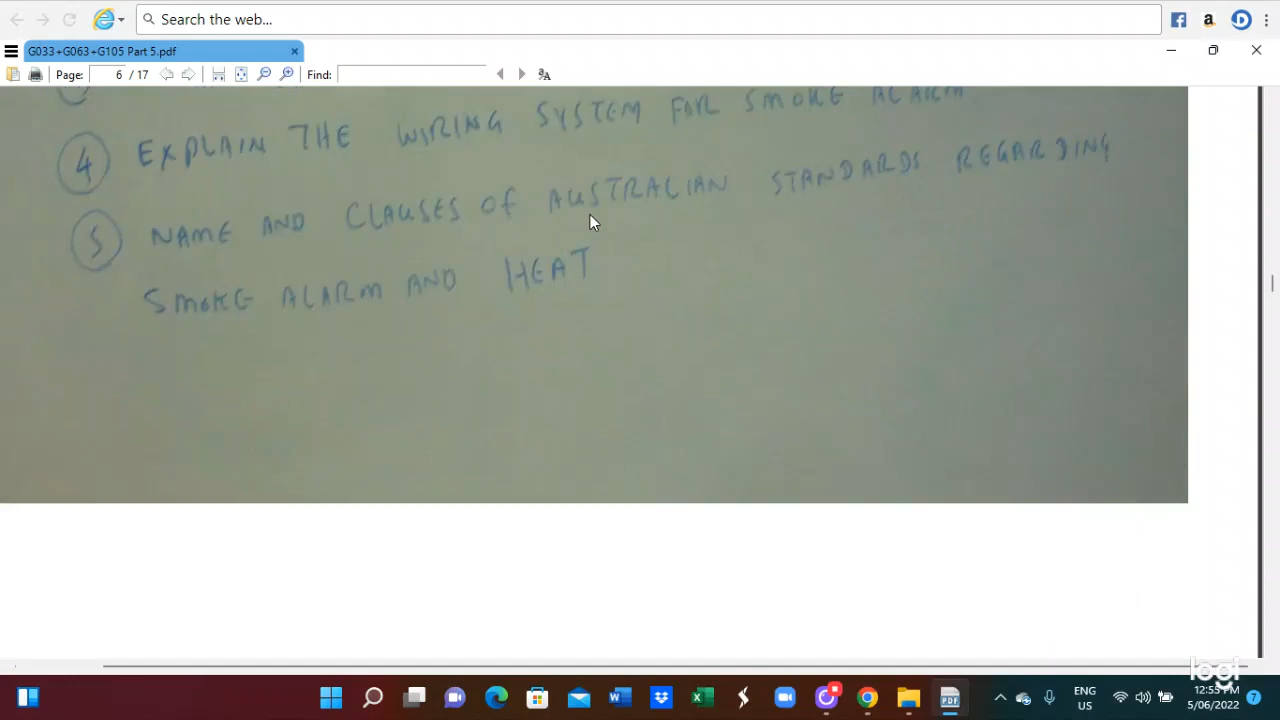 Search the web...
G033+G063+G105 Part 5.pdf
Page: 6 / 17 Find:
4 EXPLAIN THE WIRING SYSTEM FOR SMOKE ALARM
5 NAME AND CLAUSES OF AUSTRALIAN STANDARDS REGARDING
SMOKE ALARM AND HEAT
ENG
US
12:55 PM
5/06/2022
7